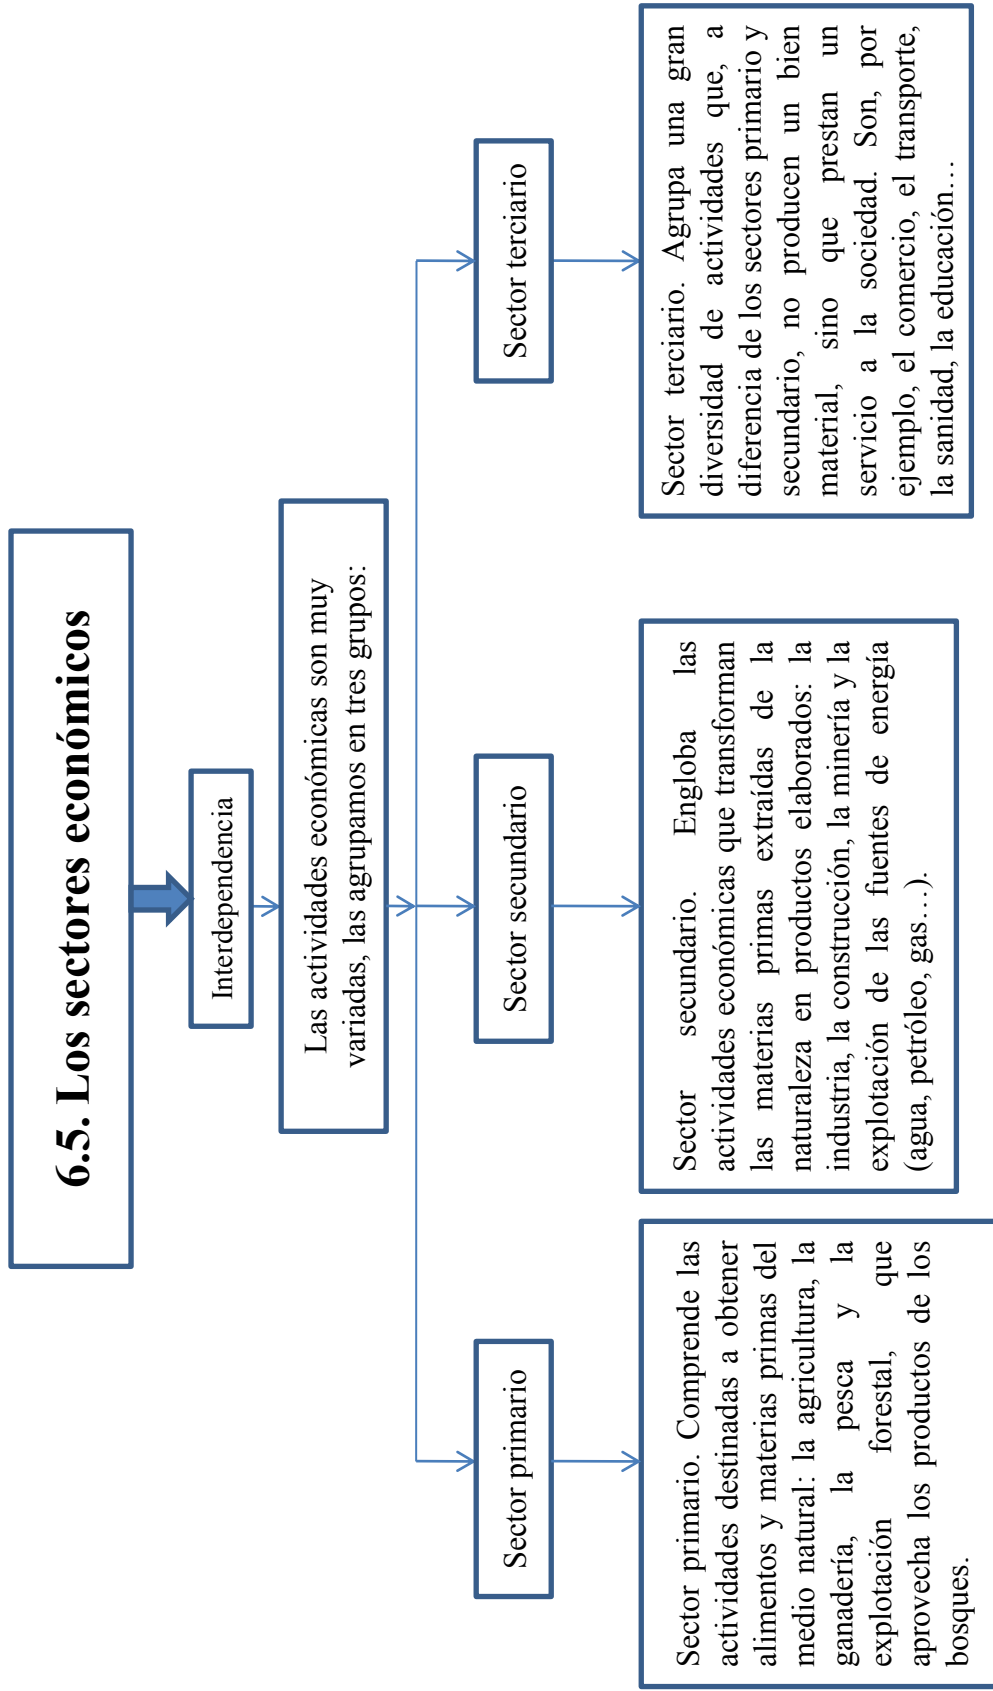 6.5. Los sectores económicos
Interdependencia
Las actividades económicas son muy
variadas, las agrupamos en tres grupos:
Sector primario
Sector secundario
Sector terciario
Sector primario. Comprende las
actividades destinadas a obtener
alimentos y materias primas del
medio natural: la agricultura, la
ganadería, la pesca y la
explotación forestal, que
aprovecha los productos de los
bosques.
Sector secundario. Engloba las
actividades económicas que transforman
las materias primas extraídas de la
naturaleza en productos elaborados: la
industria, la construcción, la minería y la
explotación de las fuentes de energía
(agua, petróleo, gas…).
Sector terciario. Agrupa una gran
diversidad de actividades que, a
diferencia de los sectores primario y
secundario, no producen un bien
material, sino que prestan un
servicio a la sociedad. Son, por
ejemplo, el comercio, el transporte,
la sanidad, la educación…